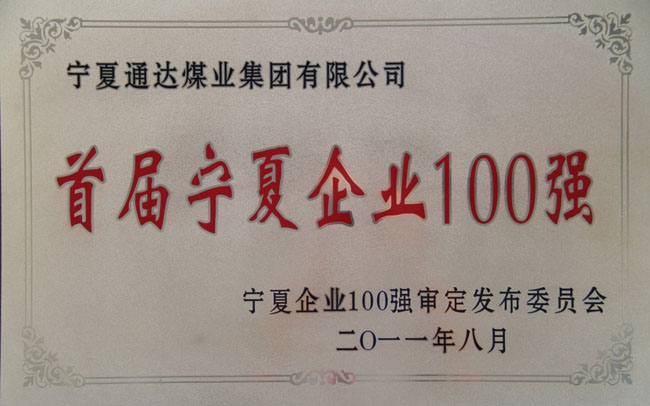 宁夏通达煤业集团有限公司
首届宁夏企业100强
宁夏企业100强审定发布委员会
二O一一年八月